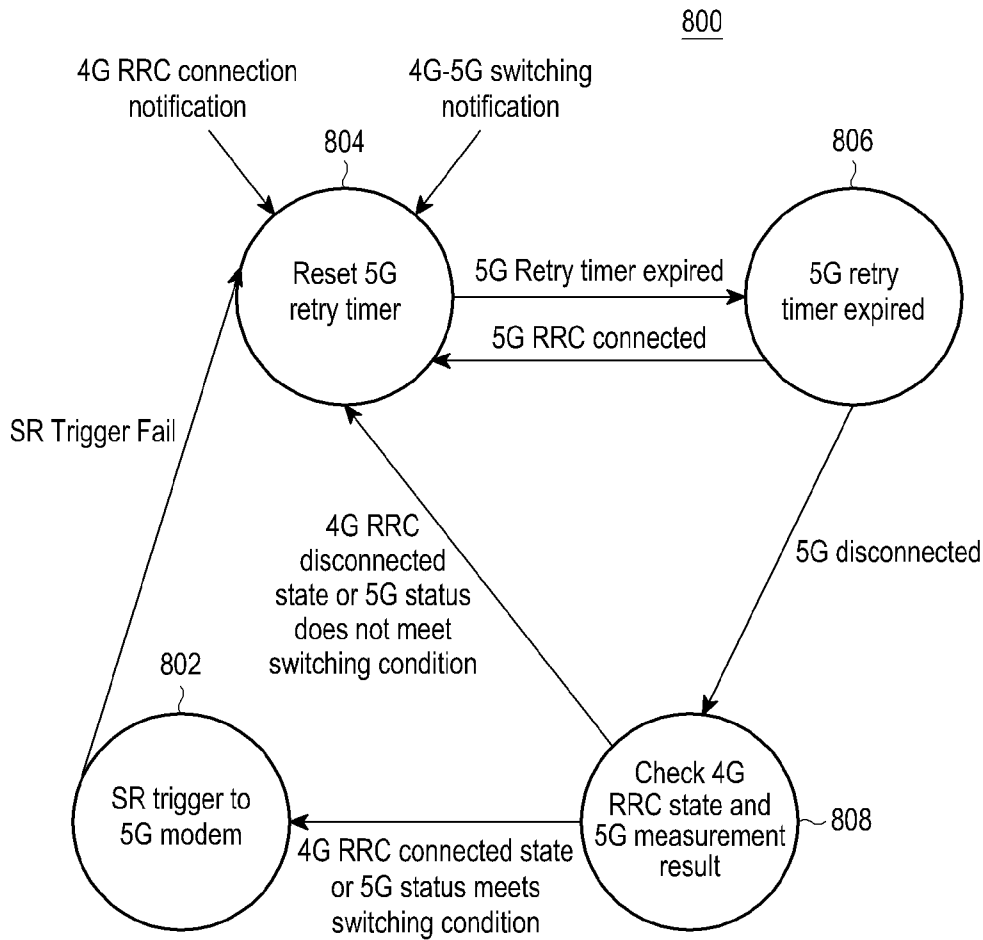 800
4G RRC connection
notification
4G-5G switching
notification
804
806
Reset 5G
retry timer
5G Retry timer expired
5G retry
timer expired
5G RRC connected
SR Trigger Fail
4G RRC
disconnected
state or 5G status
does not meet
switching condition
5G disconnected
802
SR trigger to
5G modem
Check 4G
RRC state and
5G measurement
result
808
4G RRC connected state
or 5G status meets
switching condition